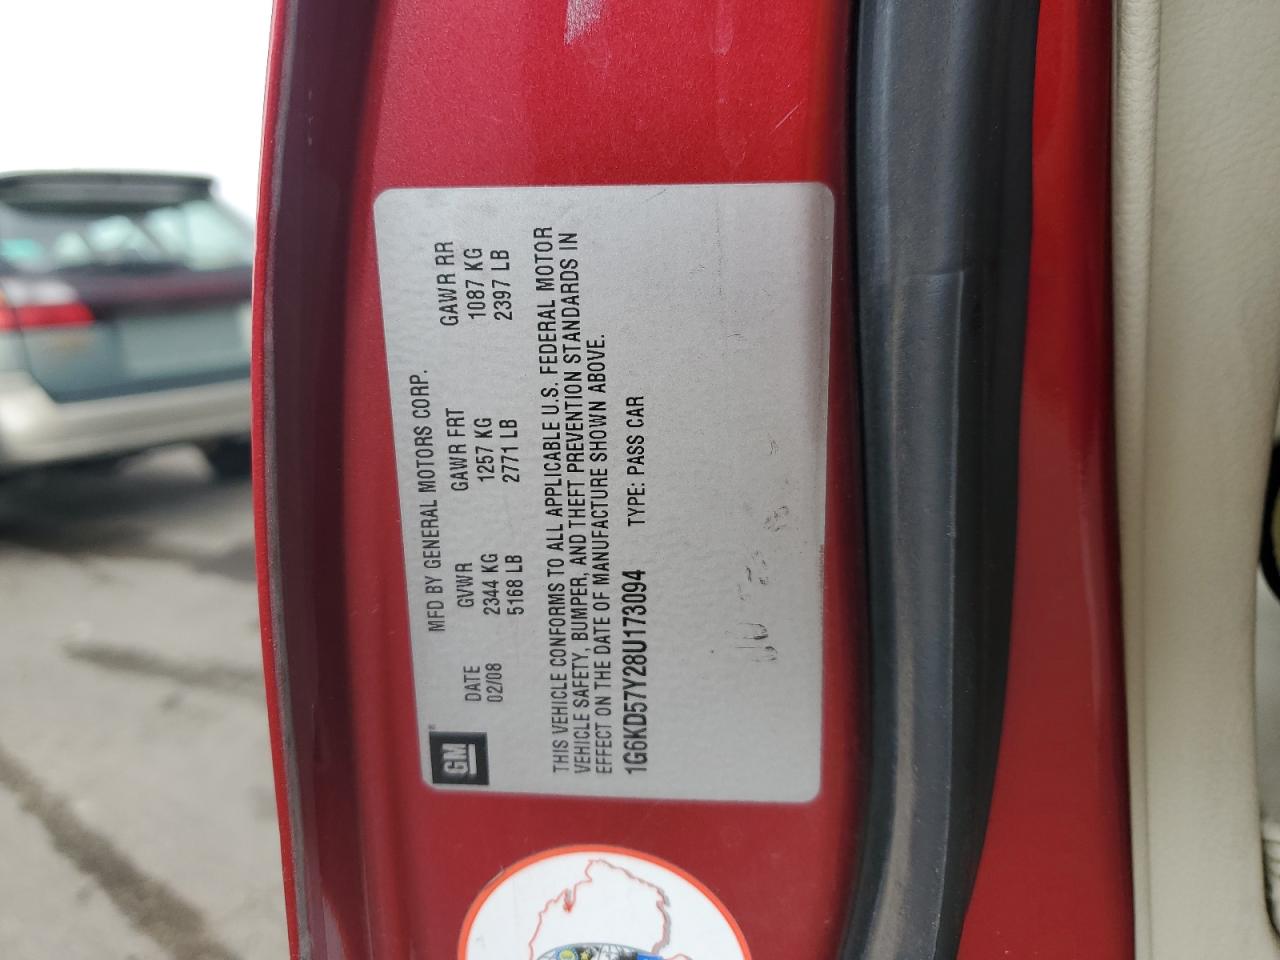 GM®
MFD BY GENERAL MOTORS CORP.
DATE GVWR GAWR FRT GAWR RR
02/08 2344 KG 1257 KG 1087 KG
5168 LB 2771 LB 2397 LB
THIS VEHICLE CONFORMS TO ALL APPLICABLE U.S. FEDERAL MOTOR
VEHICLE SAFETY, BUMPER, AND THEFT PREVENTION STANDARDS IN
EFFECT ON THE DATE OF MANUFACTURE SHOWN ABOVE.
1G6KD57Y28U173094 TYPE: PASS CAR